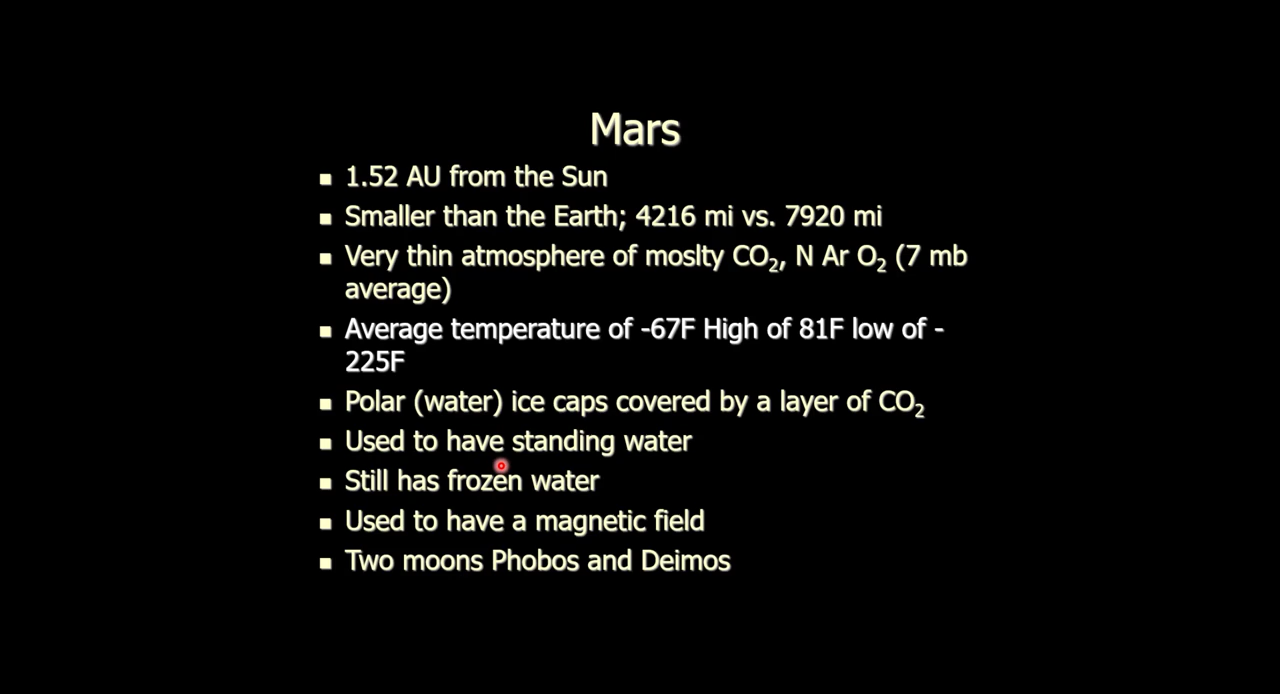 Mars
■ 1.52 AU from the Sun
■ Smaller than the Earth; 4216 mi vs. 7920 mi
■ Very thin atmosphere of moslty CO₂, N Ar O₂ (7 mb
average)
■ Average temperature of -67F High of 81F low of -
225F
■ Polar (water) ice caps covered by a layer of CO₂
■ Used to have standing water
■ Still has frozen water
■ Used to have a magnetic field
■ Two moons Phobos and Deimos